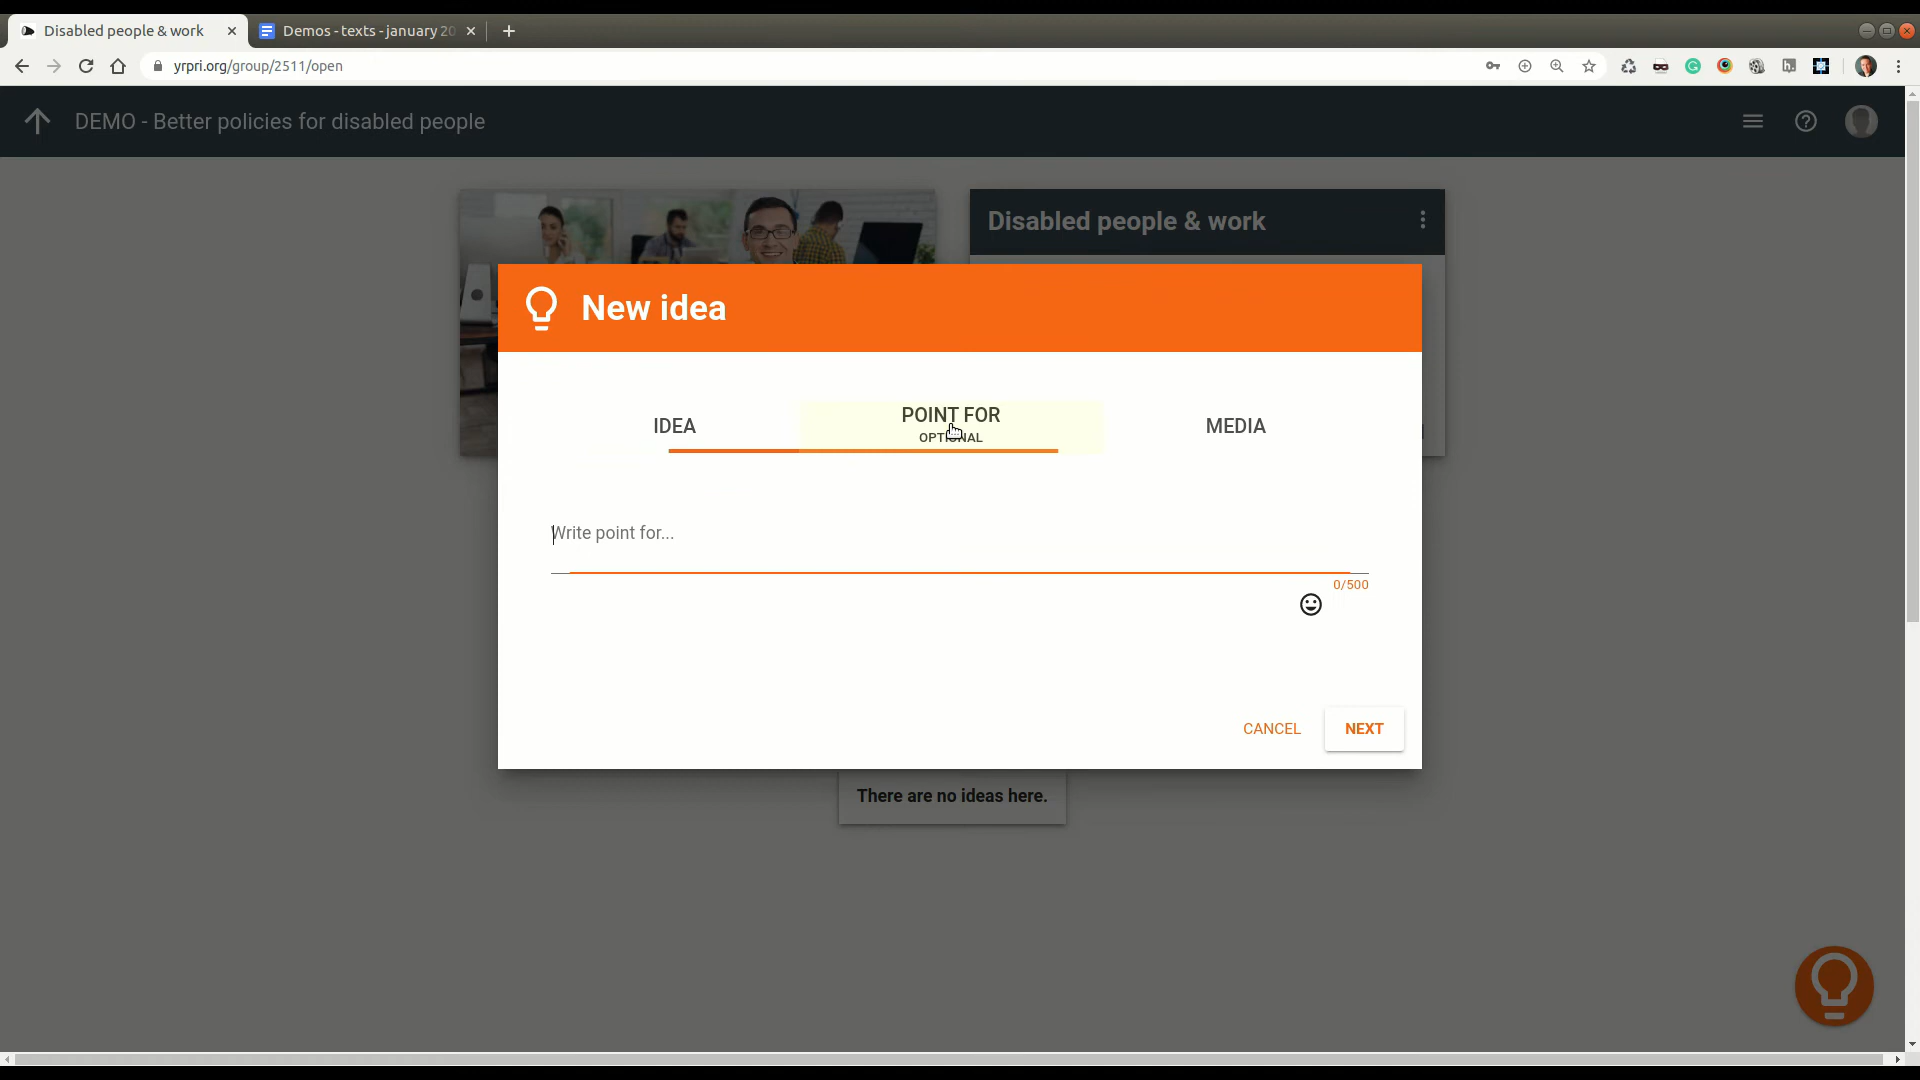 Disabled people & work
Demos - texts - january 20
yrpri.org/group/2511/open
DEMO - Better policies for disabled people
Disabled people & work
New idea
IDEA
POINT FOR
OPTIONAL
MEDIA
Write point for...
0/500
CANCEL
NEXT
There are no ideas here.